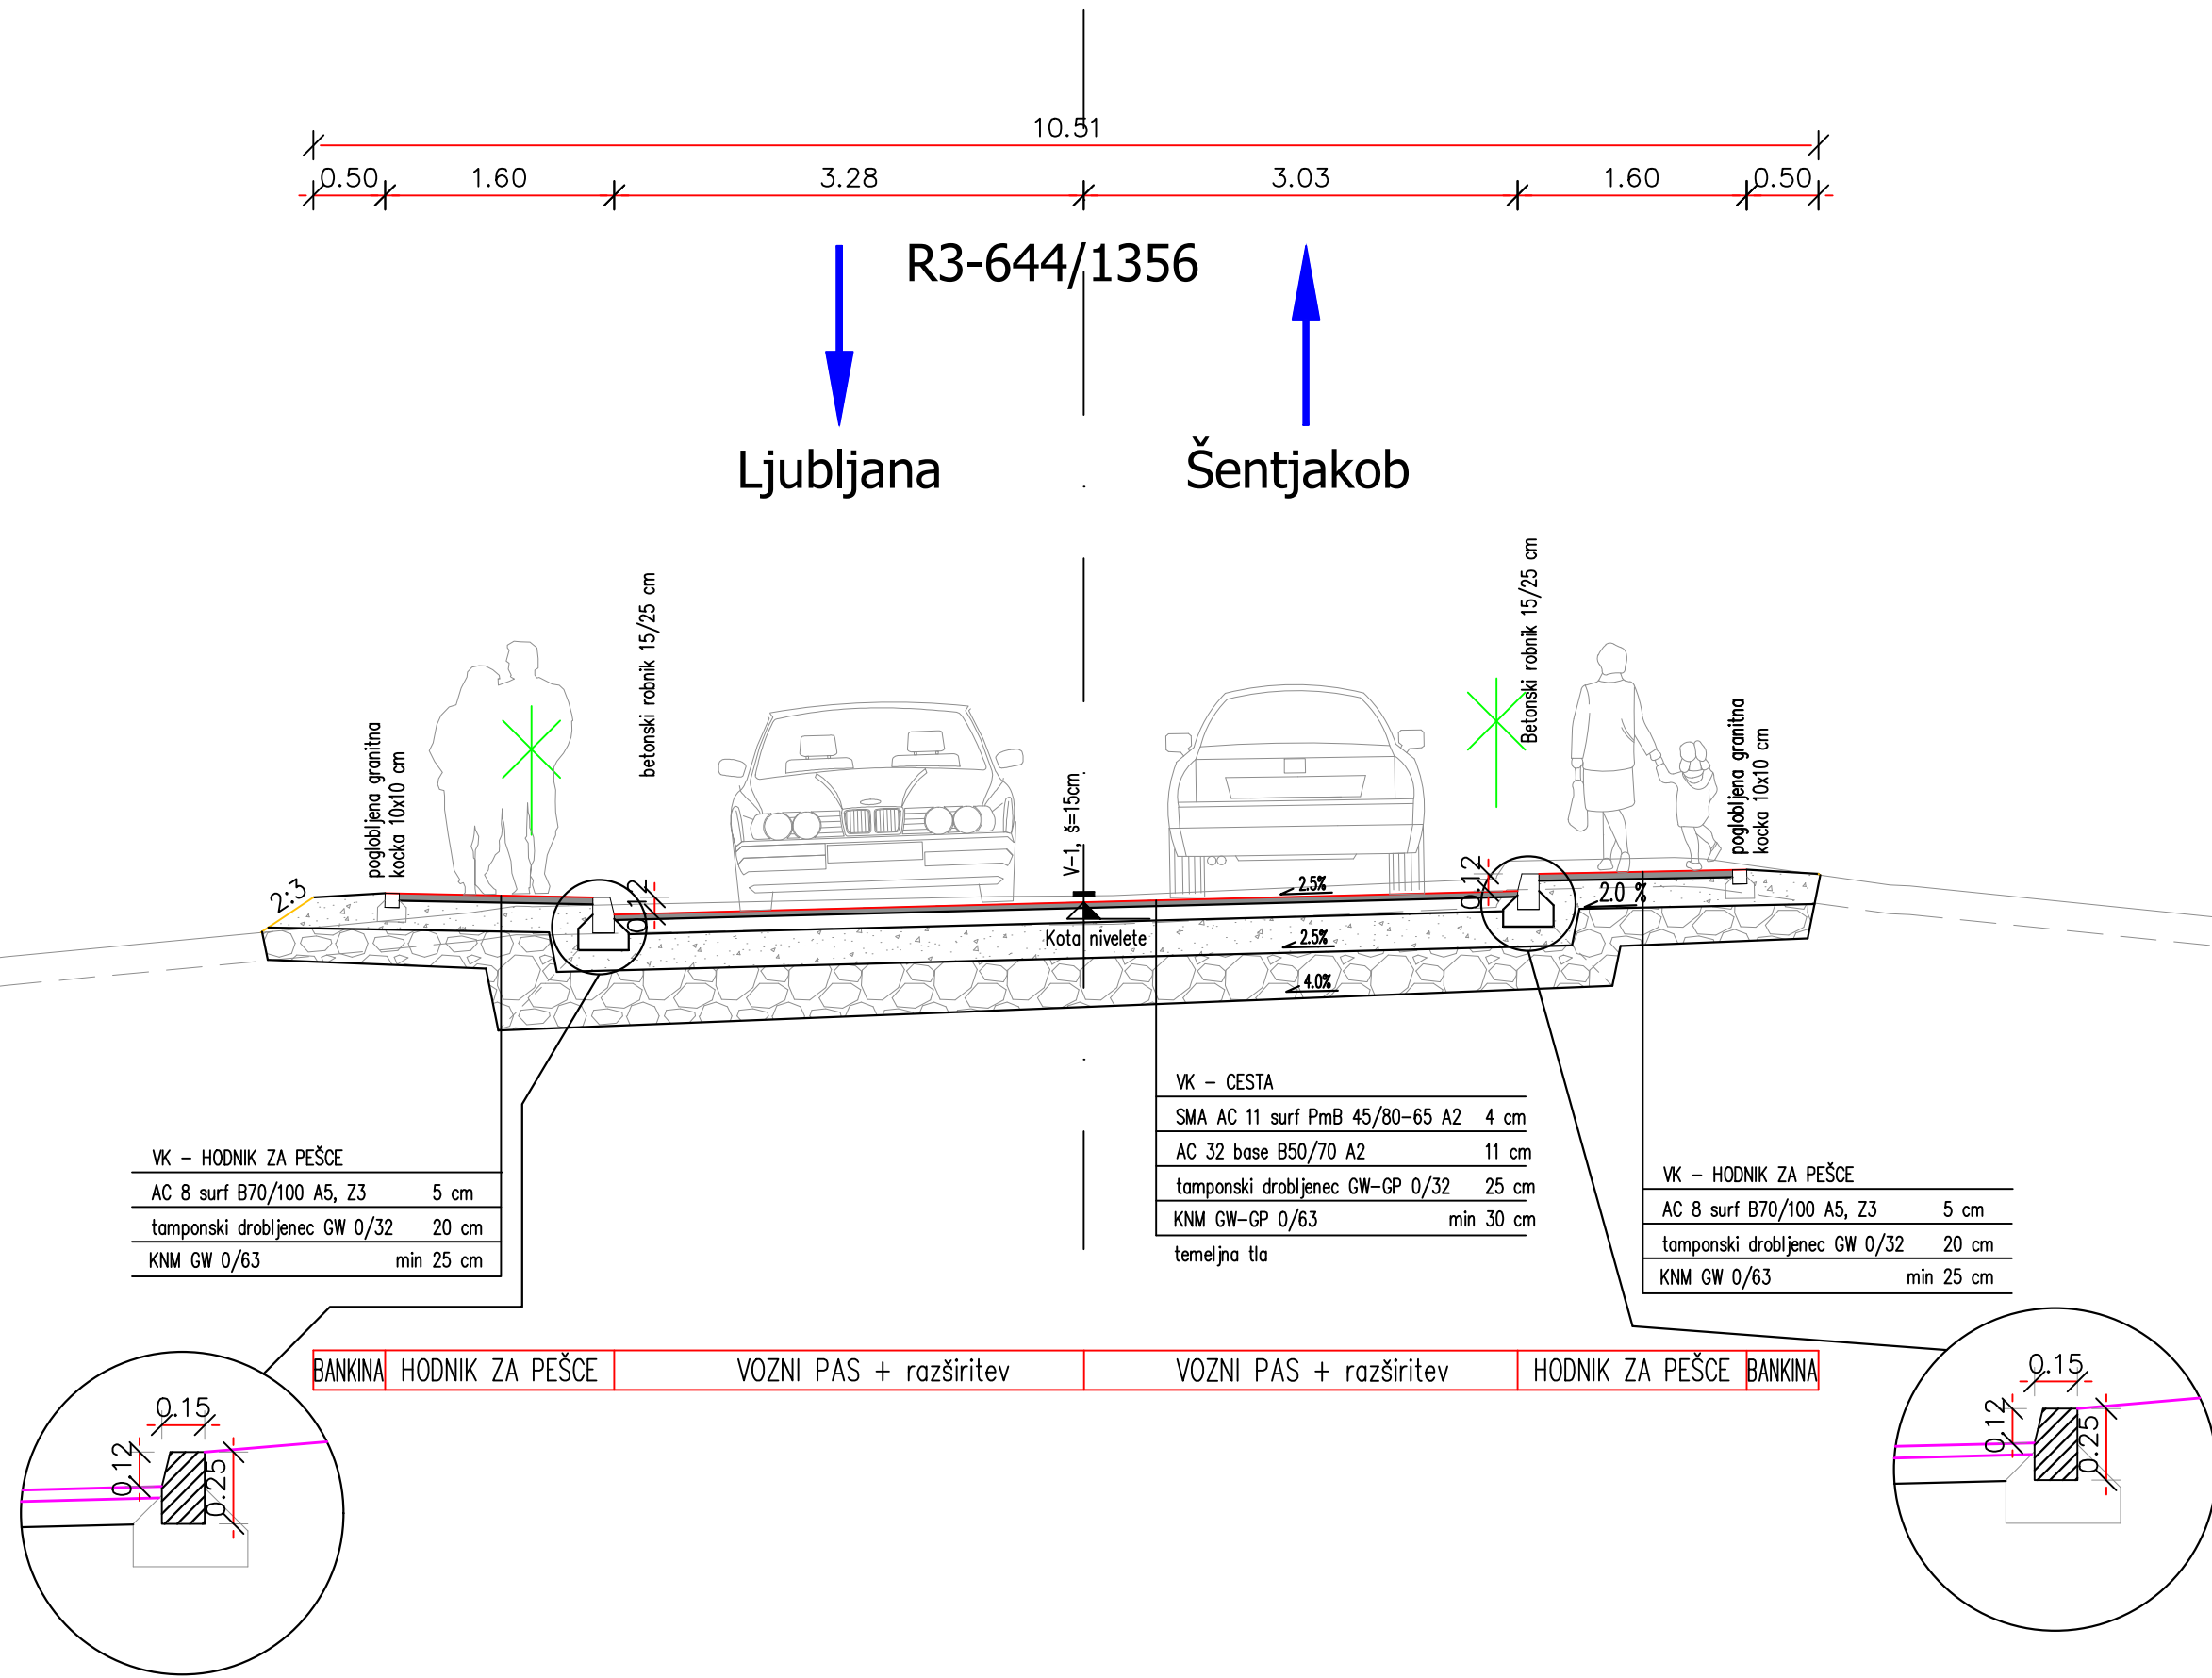 10.51
0.50 1.60 3.28 3.03 1.60 0.50
R3-644/1356
Ljubljana Šentjakob
betonski robnik 15/25 cm
Betonski robnik 15/25 cm
poglobljena granitna
kocka 10x10 cm
poglobljena granitna
kocka 10x10 cm
V-1, š=15cm
2:3
0.12
0.12
2.5%
2.0 %
Kota nivelete
2.5%
4.0%
VK - CESTA
SMA AC 11 surf PmB 45/80-65 A2 4 cm
AC 32 base B50/70 A2 11 cm
tamponski drobljenec GW-GP 0/32 25 cm
KNM GW-GP 0/63 min 30 cm
temeljna tla
VK - HODNIK ZA PEŠCE
AC 8 surf B70/100 A5, Z3 5 cm
tamponski drobljenec GW 0/32 20 cm
KNM GW 0/63 min 25 cm
VK - HODNIK ZA PEŠCE
AC 8 surf B70/100 A5, Z3 5 cm
tamponski drobljenec GW 0/32 20 cm
KNM GW 0/63 min 25 cm
BANKINA HODNIK ZA PEŠCE VOZNI PAS + razširitev VOZNI PAS + razširitev HODNIK ZA PEŠCE BANKINA
0.15
0.12
0.25
0.15
0.12
0.25